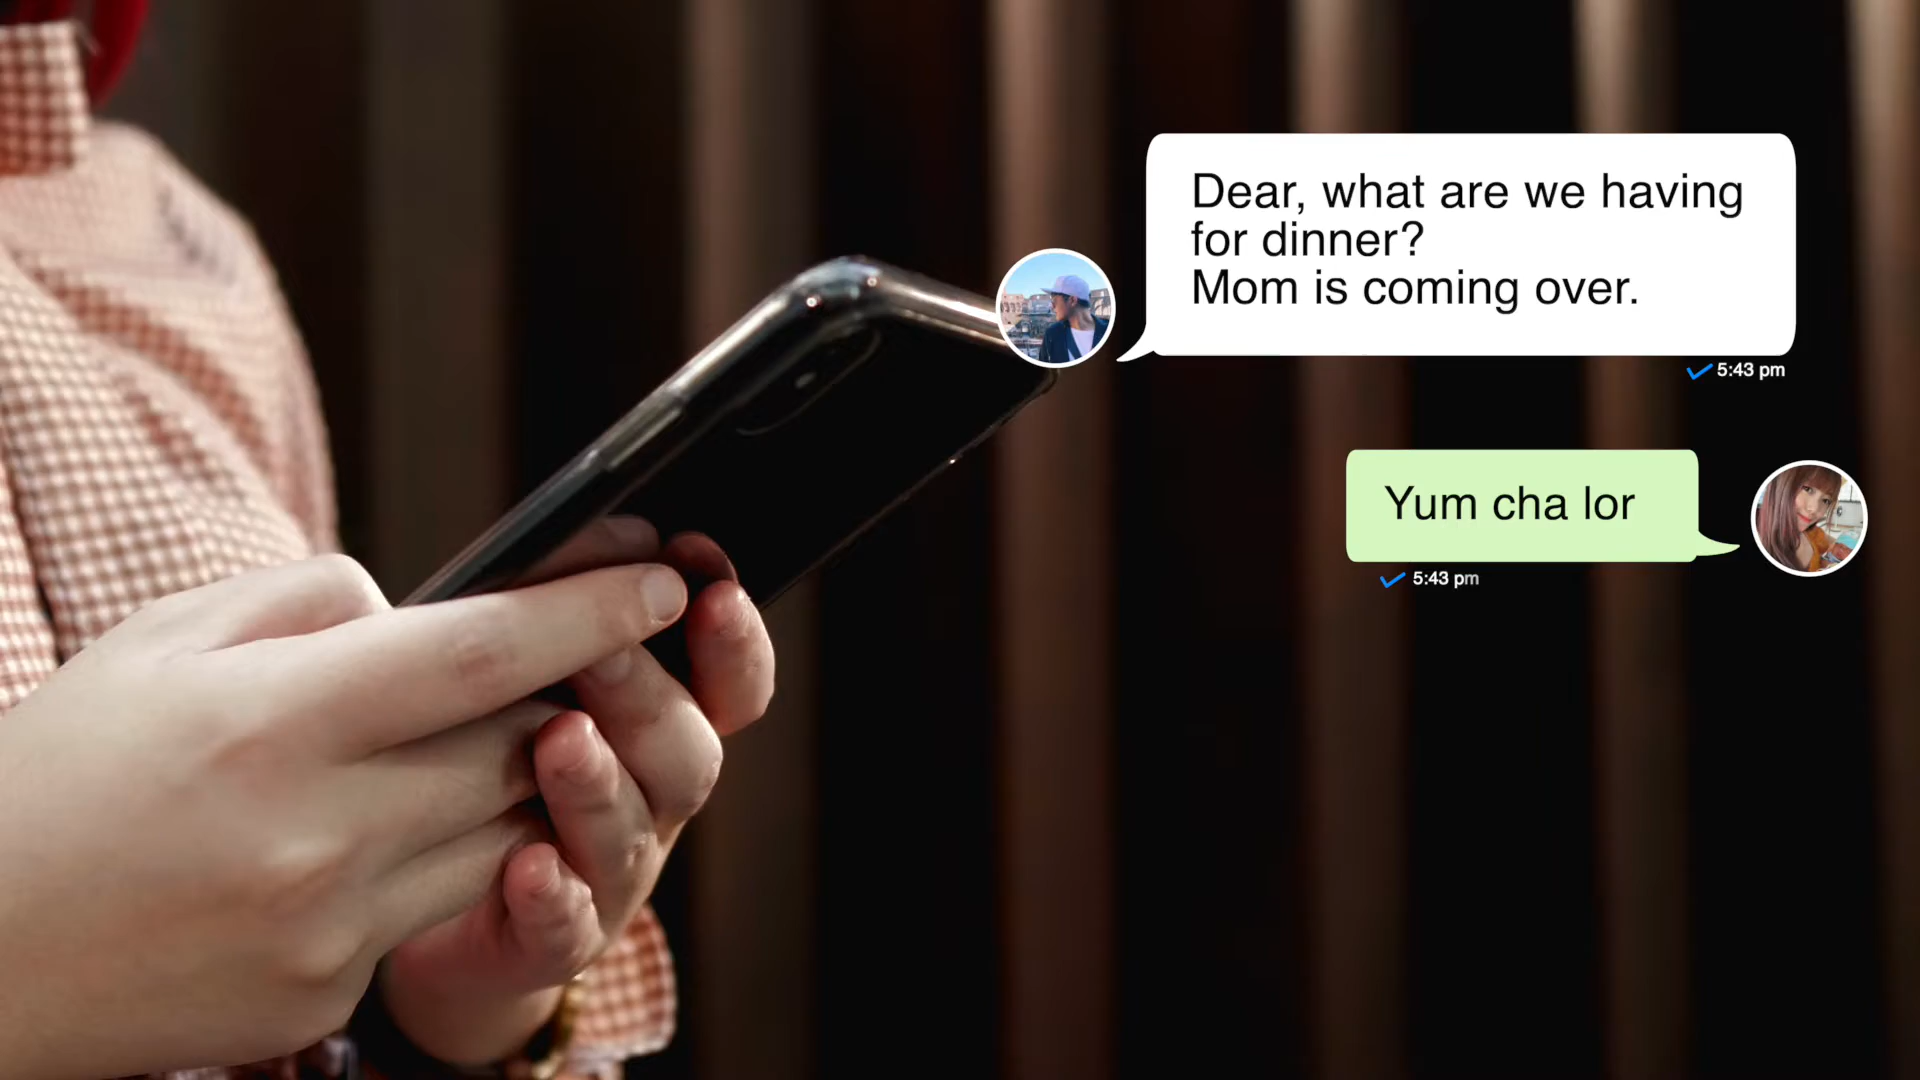 Dear, what are we having
for dinner?
Mom is coming over.
5:43 pm
Yum cha lor
5:43 pm